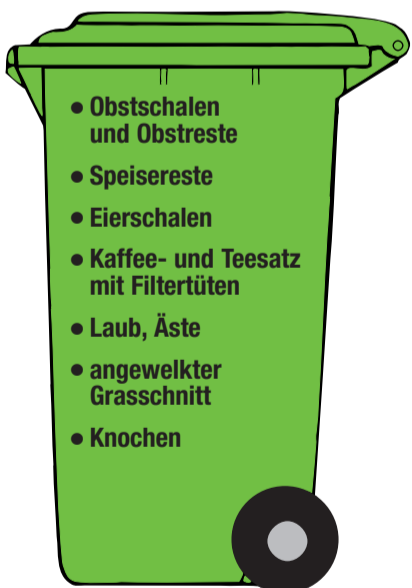 • Obstschalen
und Obstreste
• Speisereste
• Eierschalen
• Kaffee- und Teesatz
mit Filtertüten
• Laub, Äste
• angewelkter
Grasschnitt
• Knochen